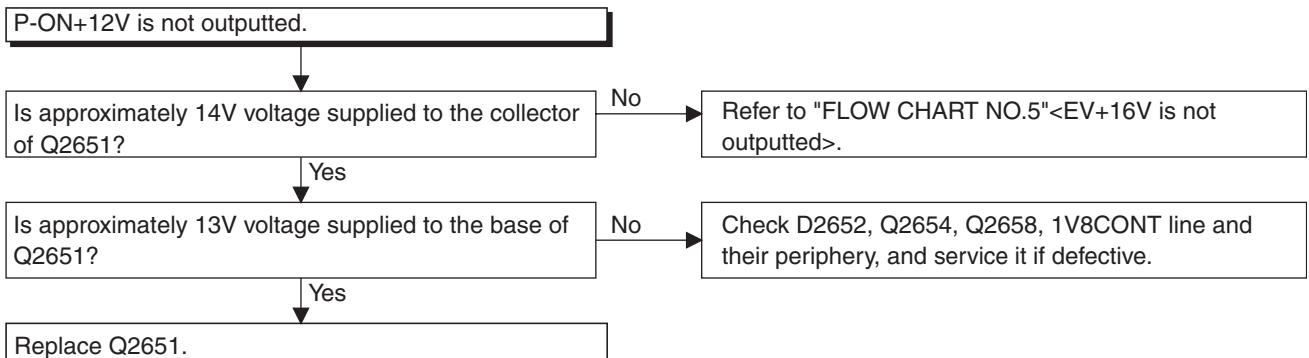 P-ON+12V is not outputted.
Is approximately 14V voltage supplied to the collector
of Q2651?
No
Refer to "FLOW CHART NO.5"<EV+16V is not
outputted>.
Yes
Is approximately 13V voltage supplied to the base of
Q2651?
No
Check D2652, Q2654, Q2658, 1V8CONT line and
their periphery, and service it if defective.
Yes
Replace Q2651.